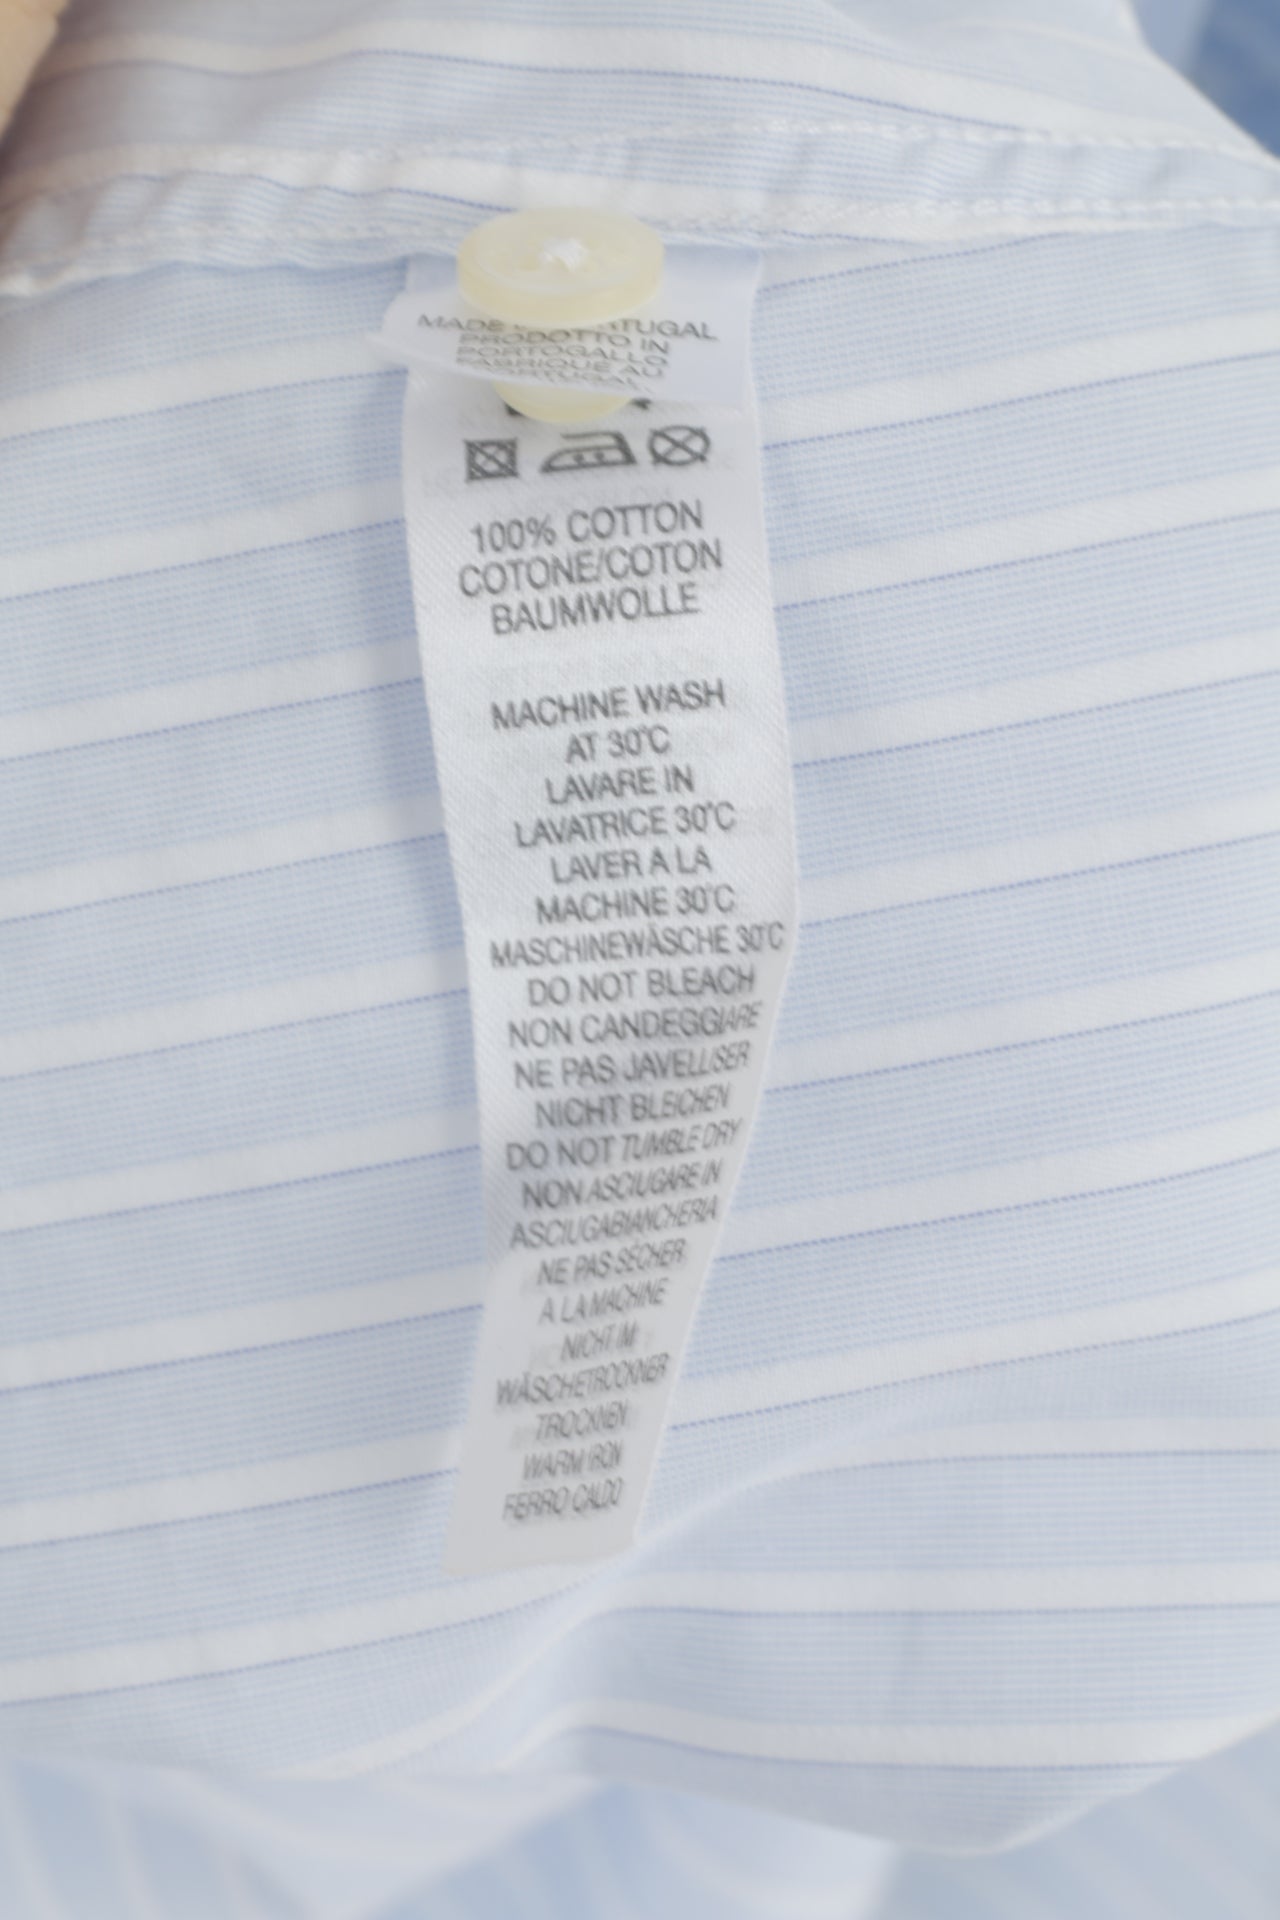 MADE TUGAL
PRODOTTO IN
PORTOGALLO
FABRIQUE AU
PORTUGAL
100% COTTON
COTONE/COTON
BAUMWOLLE
MACHINE WASH
AT 30°C
LAVARE IN
LAVATRICE 30°C
LAVER A LA
MACHINE 30°C
MASCHINEWÄSCHE 30°C
DO NOT BLEACH
NON CANDEGGIARE
NE PAS JAVELLISER
NICHT BLEICHEN
DO NOT TUMBLE DRY
NON ASCIUGARE IN
ASCIUGABIANCHERIA
NE PAS SECHER
A LA MACHINE
NICHT IM
WÄSCHETROCKNER
TROCKNEN
WARM IRON
FERRO CALDO